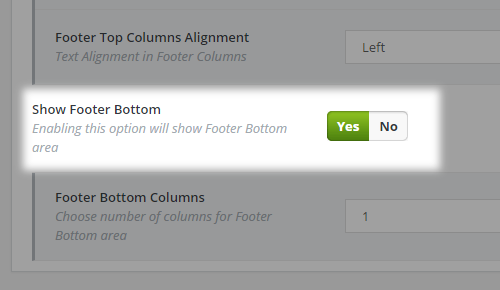 Footer Top Columns Alignment
Text Alignment in Footer Columns
Left
Show Footer Bottom
Enabling this option will show Footer Bottom
area
Yes No
Footer Bottom Columns
Choose number of columns for Footer
Bottom area
1